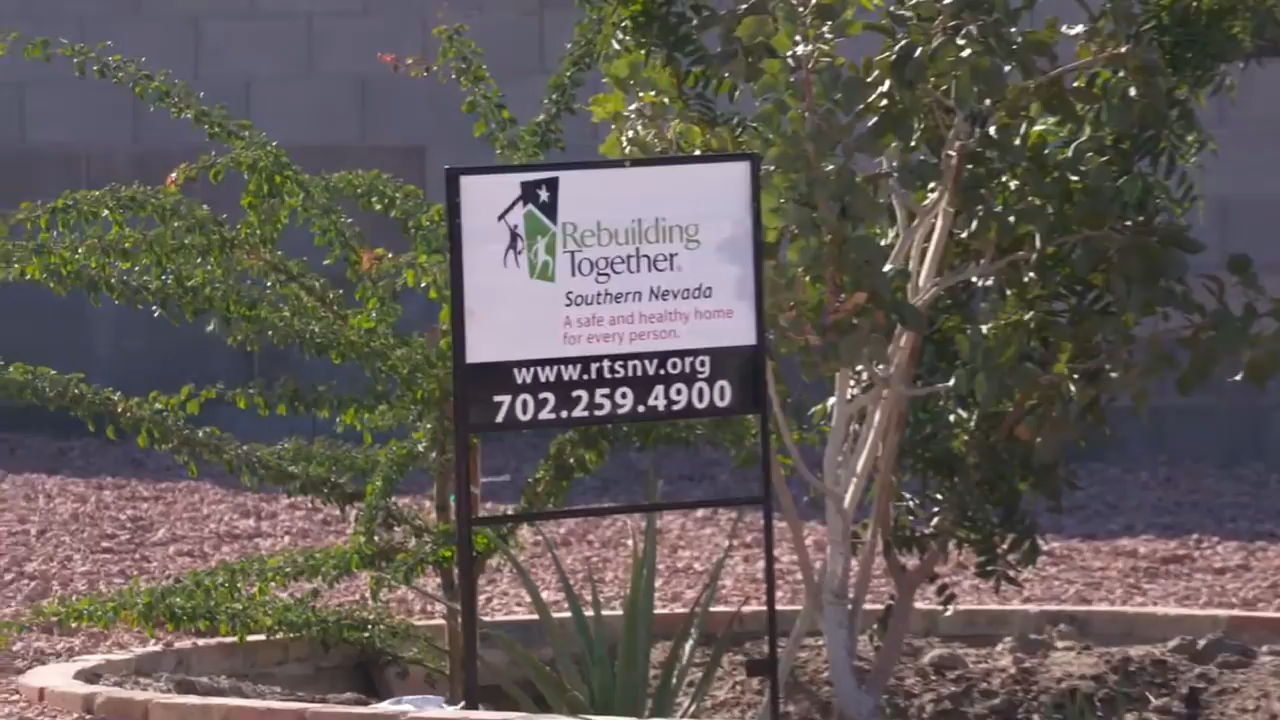 Rebuilding
Together®
Southern Nevada
A safe and healthy home
for every person.
www.rtsnv.org
702.259.4900